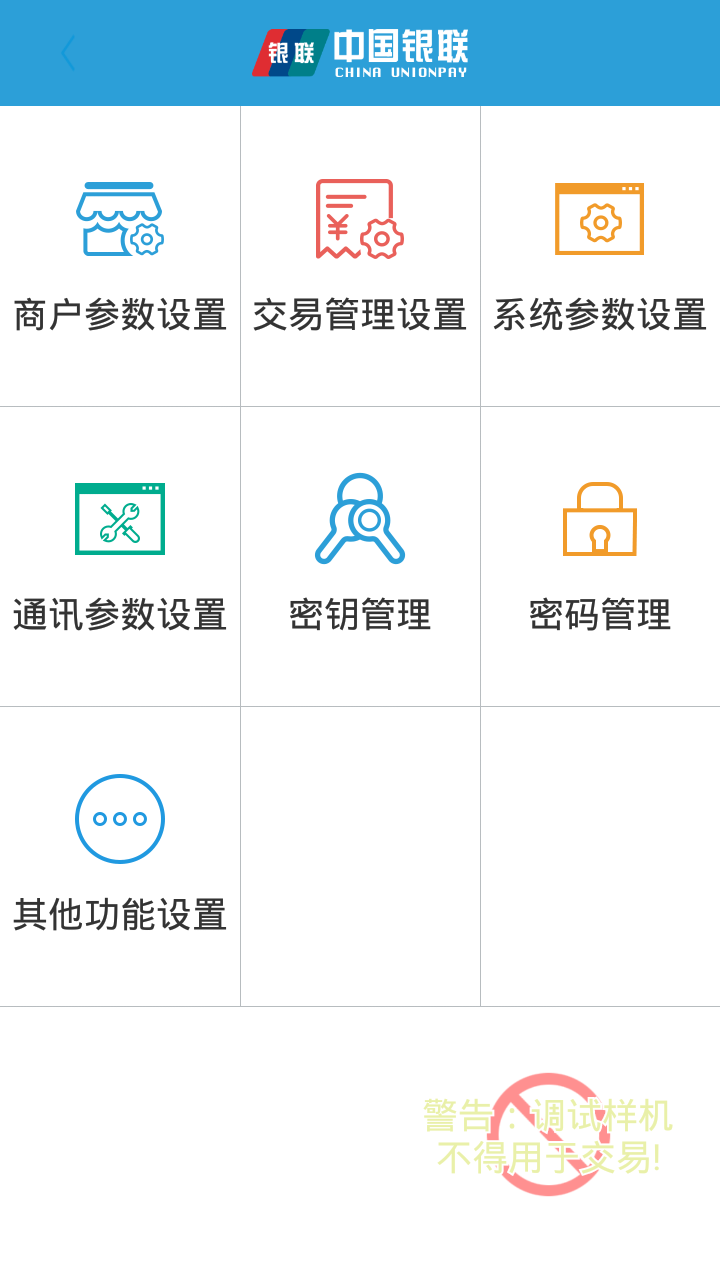 银联 中国银联
CHINA UNIONPAY
商户参数设置
交易管理设置
系统参数设置
通讯参数设置
密钥管理
密码管理
其他功能设置
警告：调试样机
不得用于交易!